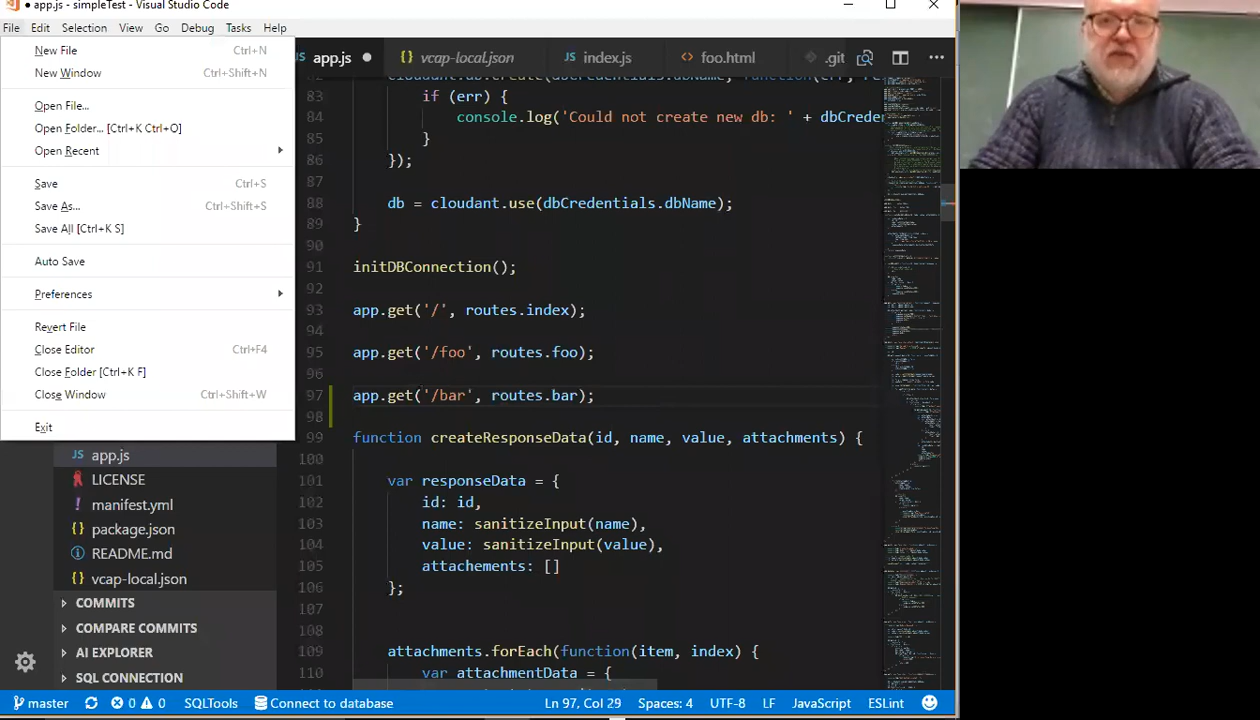 ● app.js - simpleTest - Visual Studio Code
File Edit Selection View Go Debug Tasks Help
New File Ctrl+N
New Window Ctrl+Shift+N
Open File...
Open Folder... [Ctrl+K Ctrl+O]
Open Recent
Save Ctrl+S
Save As... Ctrl+Shift+S
Save All [Ctrl+K S]
Auto Save
Preferences
Revert File
Close Editor Ctrl+F4
Close Folder [Ctrl+K F]
Close Window Ctrl+Shift+W
Exit
app.js
LICENSE
manifest.yml
package.json
README.md
vcap-local.json
COMMITS
COMPARE COMMITS
AI EXPLORER
SQL CONNECTION
JS app.js ● {} vcap-local.json JS index.js <> foo.html .git
83 if (err) {
84 console.log('Could not create new db: ' + dbCreden
85 }
86 });
87
88 db = cloudant.use(dbCredentials.dbName);
89 }
90
91 initDBConnection();
92
93 app.get('/', routes.index);
94
95 app.get('/foo', routes.foo);
96
97 app.get('/bar', routes.bar);
98
99 function createResponseData(id, name, value, attachments) {
100
101 var responseData = {
102 id: id,
103 name: sanitizeInput(name),
104 value: sanitizeInput(value),
105 attachements: []
106 };
107
108
109 attachments.forEach(function(item, index) {
110 var attachmentData = {
master 0 0 SQLTools Connect to database Ln 97, Col 29 Spaces: 4 UTF-8 LF JavaScript ESLint